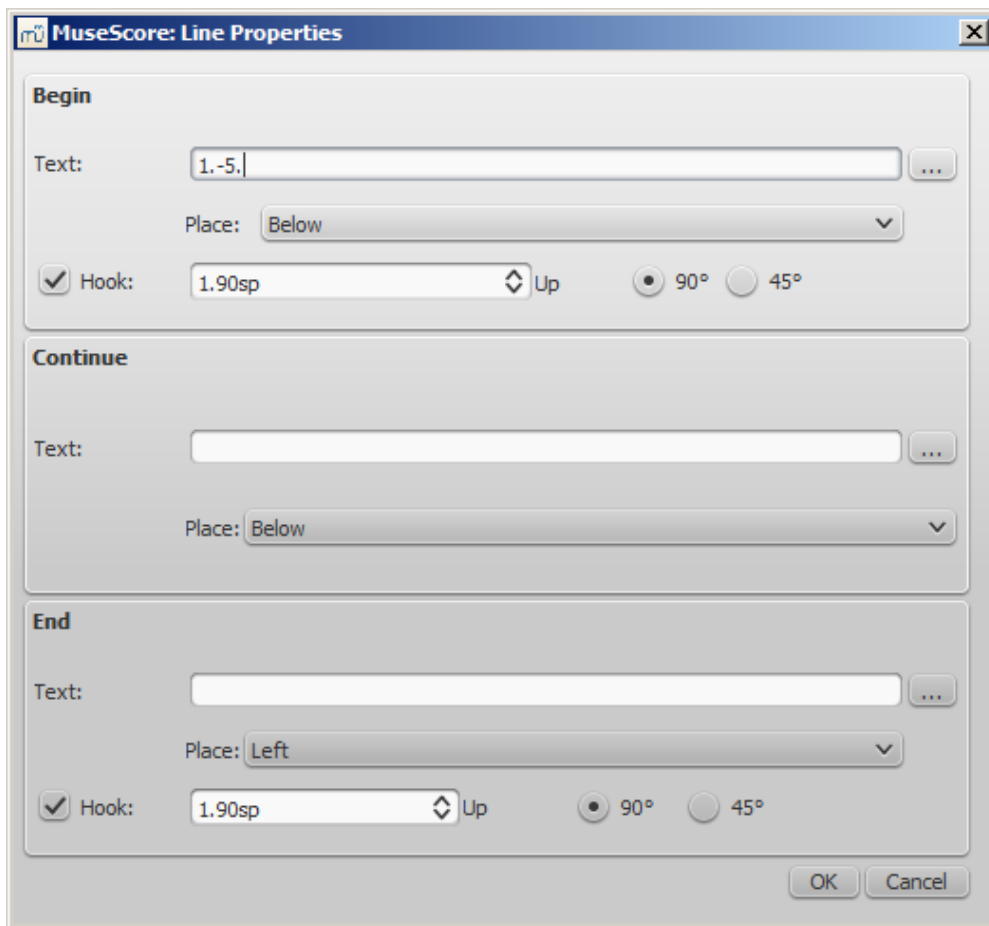 mü MuseScore: Line Properties
Begin
Text: 1.-5. ...
Place: Below
Hook: 1.90sp Up 90° 45°
Continue
Text: ...
Place: Below
End
Text: ...
Place: Left
Hook: 1.90sp Up 90° 45°
OK Cancel